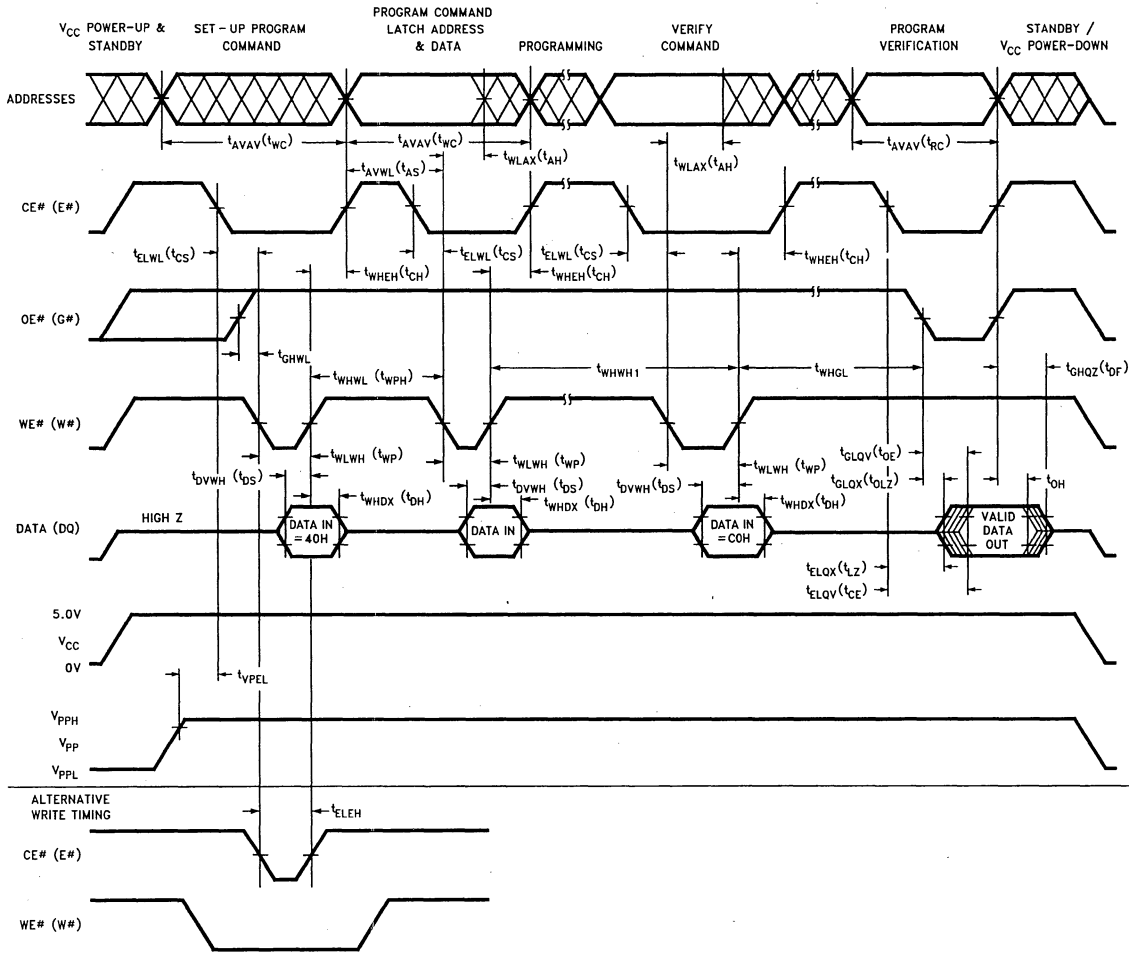 V_CC POWER-UP & STANDBY
SET-UP PROGRAM COMMAND
PROGRAM COMMAND LATCH ADDRESS & DATA
PROGRAMMING
VERIFY COMMAND
PROGRAM VERIFICATION
STANDBY / V_CC POWER-DOWN
ADDRESSES
t_AVAV(t_WC)
t_AVAV(t_WC)
t_WLAX(t_AH)
t_WLAX(t_AH)
t_AVAV(t_RC)
t_AVWL(t_AS)
CE# (E#)
t_ELWL(t_CS)
t_ELWL(t_CS)
t_ELWL(t_CS)
t_WHEH(t_CH)
t_WHEH(t_CH)
t_WHEH(t_CH)
OE# (G#)
t_GHWL
t_WHWL (t_WPH)
t_WHWH1
t_WHGL
t_GHQZ(t_DF)
WE# (W#)
t_WLWH (t_WP)
t_WLWH (t_WP)
t_WLWH (t_WP)
t_GLQV(t_OE)
t_DVWH (t_DS)
t_DVWH (t_DS)
t_DVWH(t_DS)
t_GLQX(t_OLZ)
t_OH
t_WHDX (t_DH)
t_WHDX (t_DH)
t_WHDX(t_DH)
DATA (DQ)
HIGH Z
DATA IN = 40H
DATA IN
DATA IN = C0H
VALID DATA OUT
t_ELQX(t_LZ)
t_ELQV(t_CE)
5.0V
V_CC
0V
t_VPEL
V_PPH
V_PP
V_PPL
ALTERNATIVE WRITE TIMING
t_ELEH
CE# (E#)
WE# (W#)